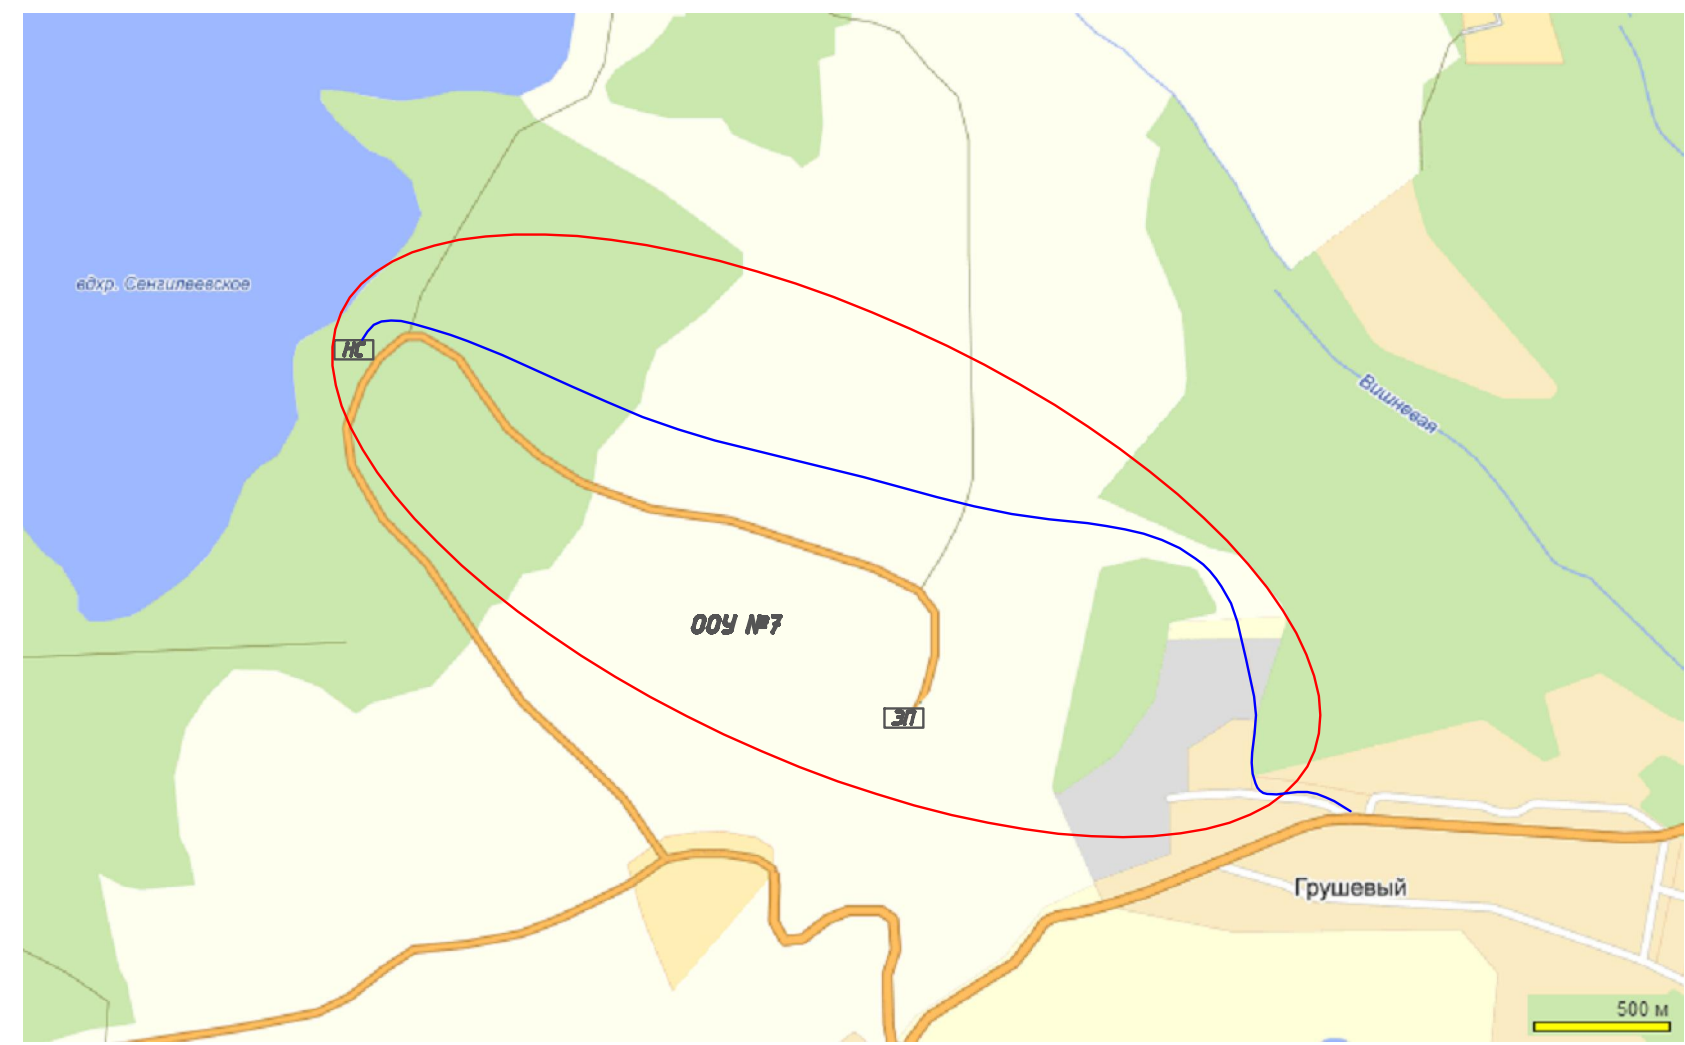 вдхр. Сенгилеевское
НС
Вишневая
ООУ №7
ЭП
Грушевый
500 м